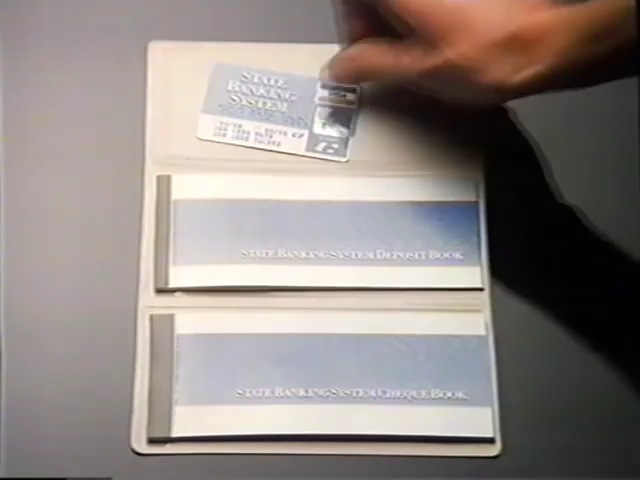 STATE
BANKING
SYSTEM
STATE BANKING SYSTEM DEPOSIT BOOK
STATE BANKING SYSTEM CHEQUE BOOK